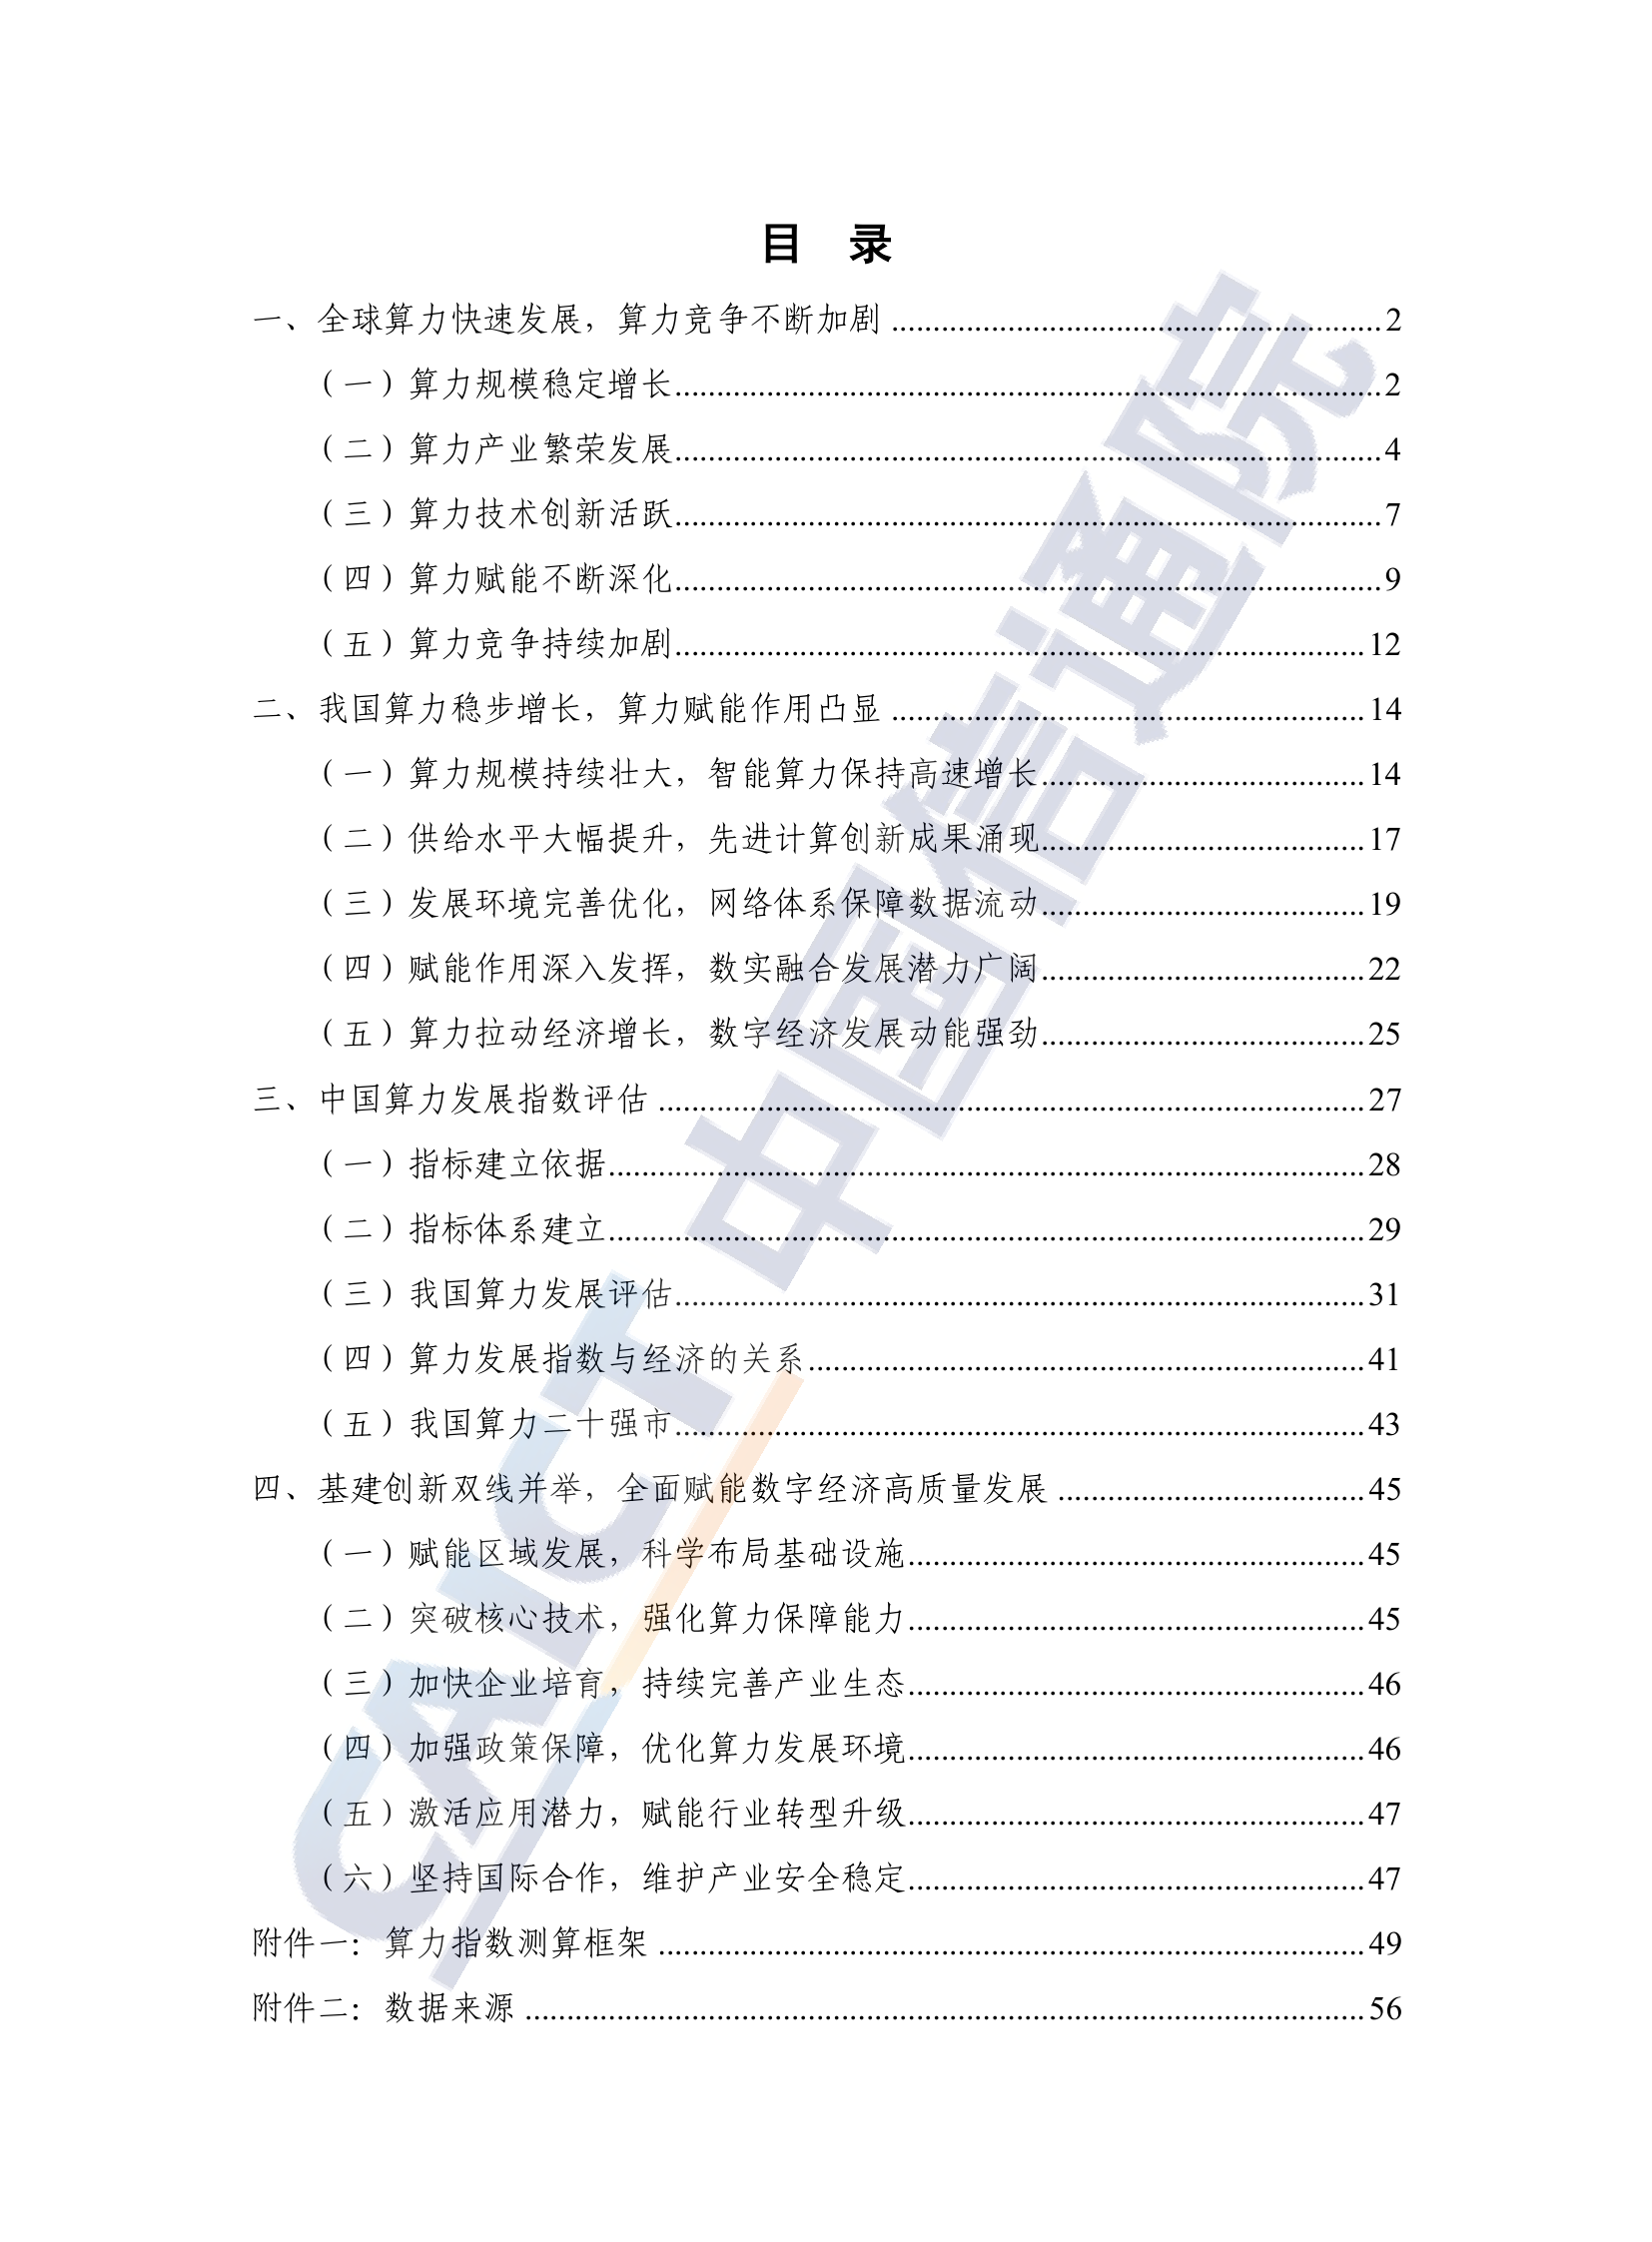 目 录
一、全球算力快速发展，算力竞争不断加剧 ........ 2
（一）算力规模稳定增长........ 2
（二）算力产业繁荣发展........ 4
（三）算力技术创新活跃........ 7
（四）算力赋能不断深化........ 9
（五）算力竞争持续加剧........ 12
二、我国算力稳步增长，算力赋能作用凸显 ........ 14
（一）算力规模持续壮大，智能算力保持高速增长........ 14
（二）供给水平大幅提升，先进计算创新成果涌现........ 17
（三）发展环境完善优化，网络体系保障数据流动........ 19
（四）赋能作用深入发挥，数实融合发展潜力广阔........ 22
（五）算力拉动经济增长，数字经济发展动能强劲........ 25
三、中国算力发展指数评估 ........ 27
（一）指标建立依据........ 28
（二）指标体系建立........ 29
（三）我国算力发展评估........ 31
（四）算力发展指数与经济的关系........ 41
（五）我国算力二十强市........ 43
四、基建创新双线并举，全面赋能数字经济高质量发展 ........ 45
（一）赋能区域发展，科学布局基础设施........ 45
（二）突破核心技术，强化算力保障能力........ 45
（三）加快企业培育，持续完善产业生态........ 46
（四）加强政策保障，优化算力发展环境........ 46
（五）激活应用潜力，赋能行业转型升级........ 47
（六）坚持国际合作，维护产业安全稳定........ 47
附件一：算力指数测算框架 ........ 49
附件二：数据来源 ........ 56
CAICT 中国信通院